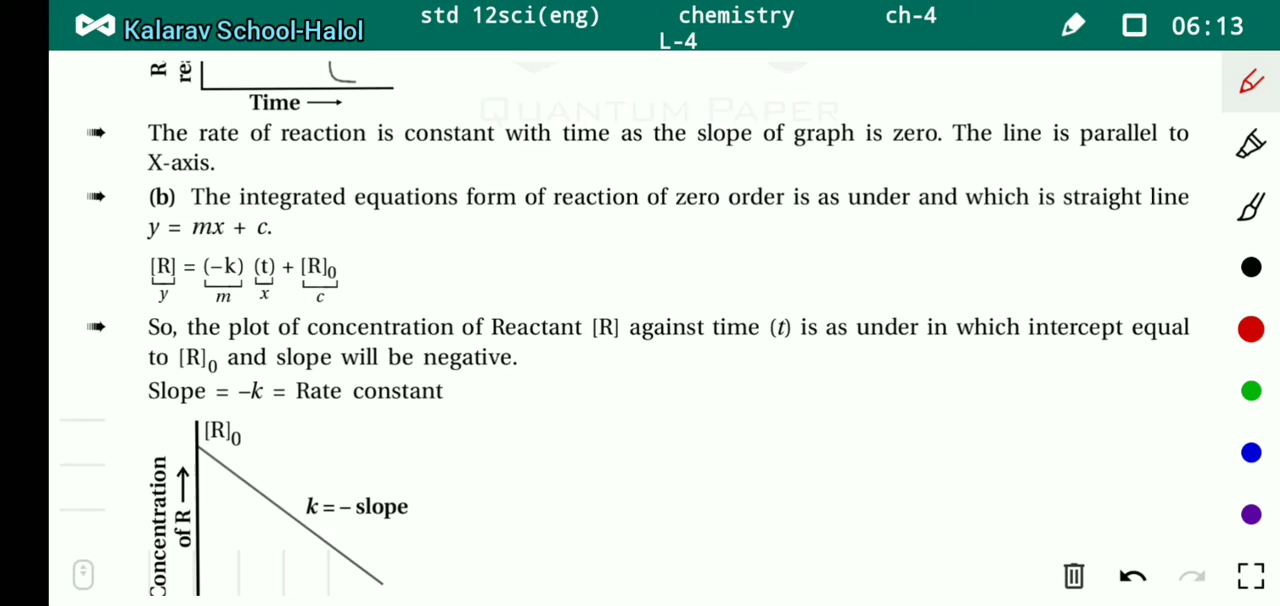 std 12sci(eng) chemistry ch-4
Kalarav School-Halol
L-4
06:13
R
re
Time
QUANTUM PAPER
The rate of reaction is constant with time as the slope of graph is zero. The line is parallel to
X-axis.
(b) The integrated equations form of reaction of zero order is as under and which is straight line
y = mx + c.
[R] = (–k) (t) + [R]₀
y m x c
So, the plot of concentration of Reactant [R] against time (t) is as under in which intercept equal
to [R]₀ and slope will be negative.
Slope = –k = Rate constant
[R]₀
Concentration
of R
k = – slope